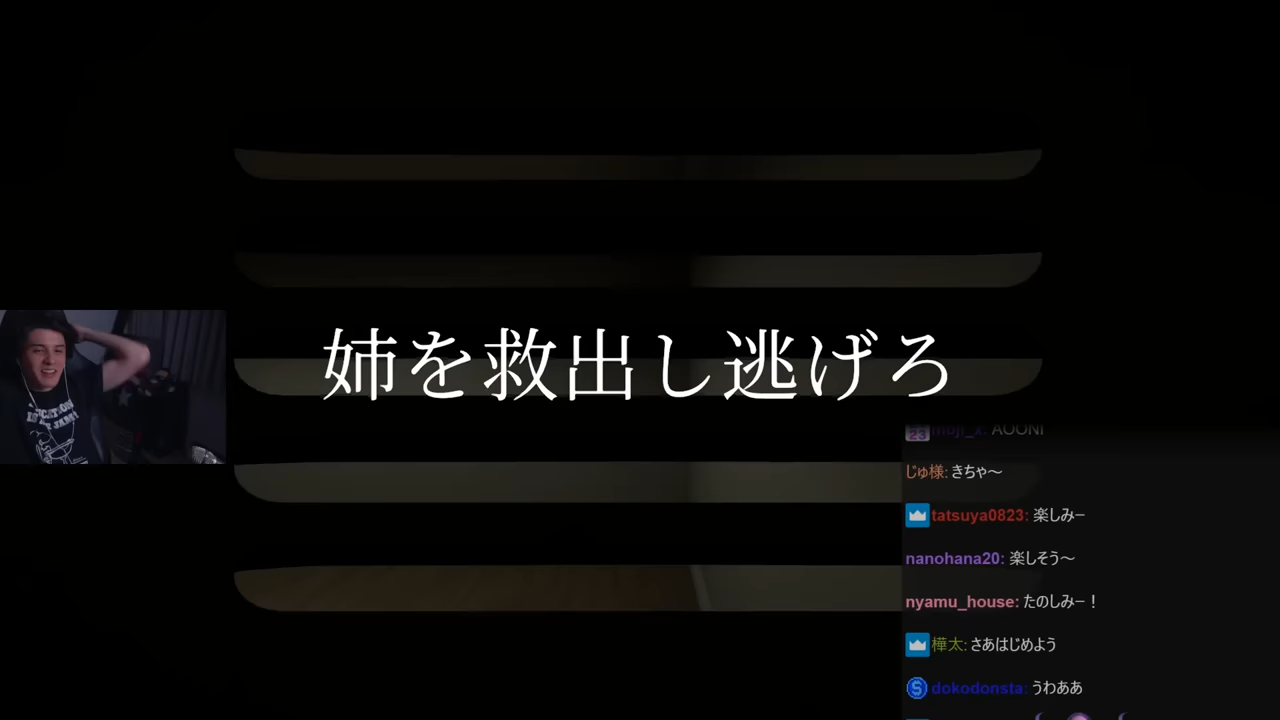 姉を救出し逃げろ
moji_x: AOONI
じゅ様: きちゃ〜
tatsuya0823: 楽しみー
nanohana20: 楽しそう〜
nyamu_house: たのしみー！
樺太: さあはじめよう
dokodonsta: うわああ